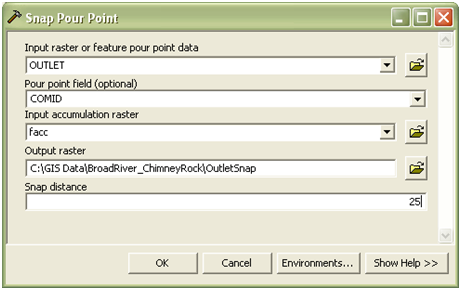 Snap Pour Point
Input raster or feature pour point data
OUTLET
Pour point field (optional)
COMID
Input accumulation raster
facc
Output raster
C:\GIS Data\BroadRiver_ChimneyRock\OutletSnap
Snap distance
25
OK Cancel Environments... Show Help >>